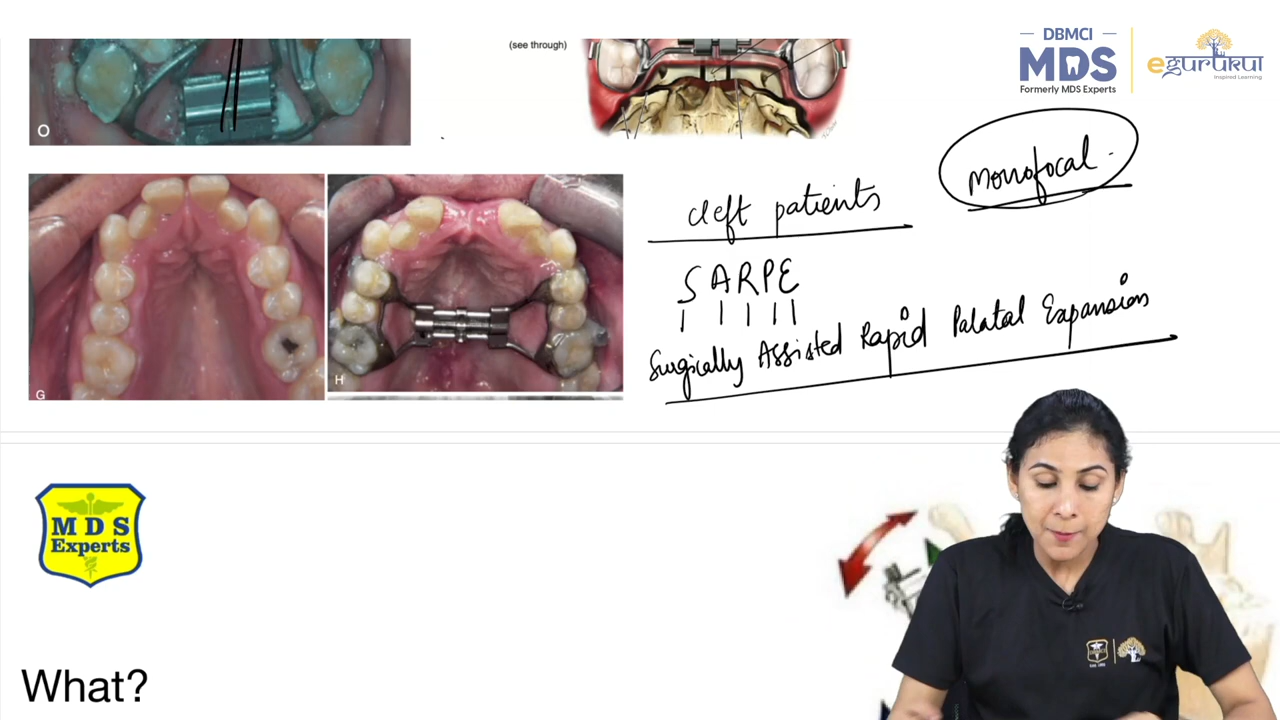 (see through)
DBMCI
MDS
Formerly MDS Experts
egurukul
Inspired Learning
O
monofocal.
cleft patients
SARPE
Surgically Assisted Rapid Palatal Expansion
G
H
MDS
Experts
What?